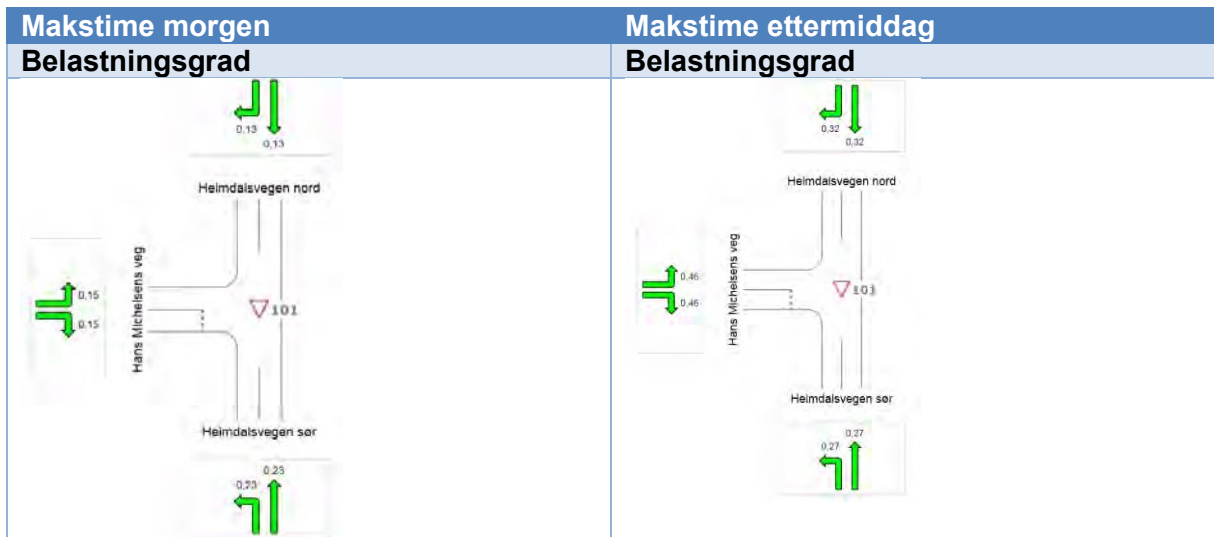 Makstime morgen
Makstime ettermiddag
Belastningsgrad
Belastningsgrad
0,13
0,13
Heimdalsvegen nord
Hans Michelsens veg
0,15
0,15
101
Heimdalsvegen sør
0,23
0,23
0,32
0,32
Heimdalsvegen nord
0,46
0,46
Hans Michelsens veg
101
Heimdalsvegen sør
0,27
0,27